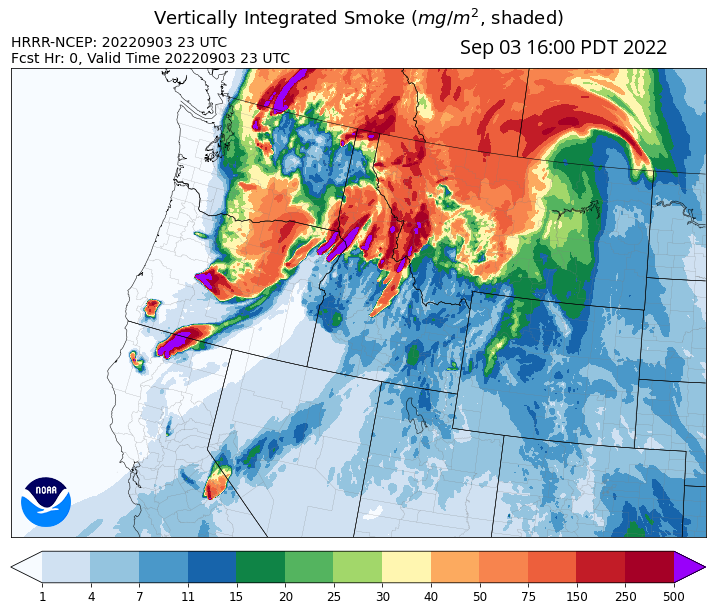 Vertically Integrated Smoke (mg/m², shaded)
HRRR-NCEP: 20220903 23 UTC
Fcst Hr: 0, Valid Time 20220903 23 UTC
Sep 03 16:00 PDT 2022
NOAA
1 4 7 11 15 20 25 30 40 50 75 150 250 500